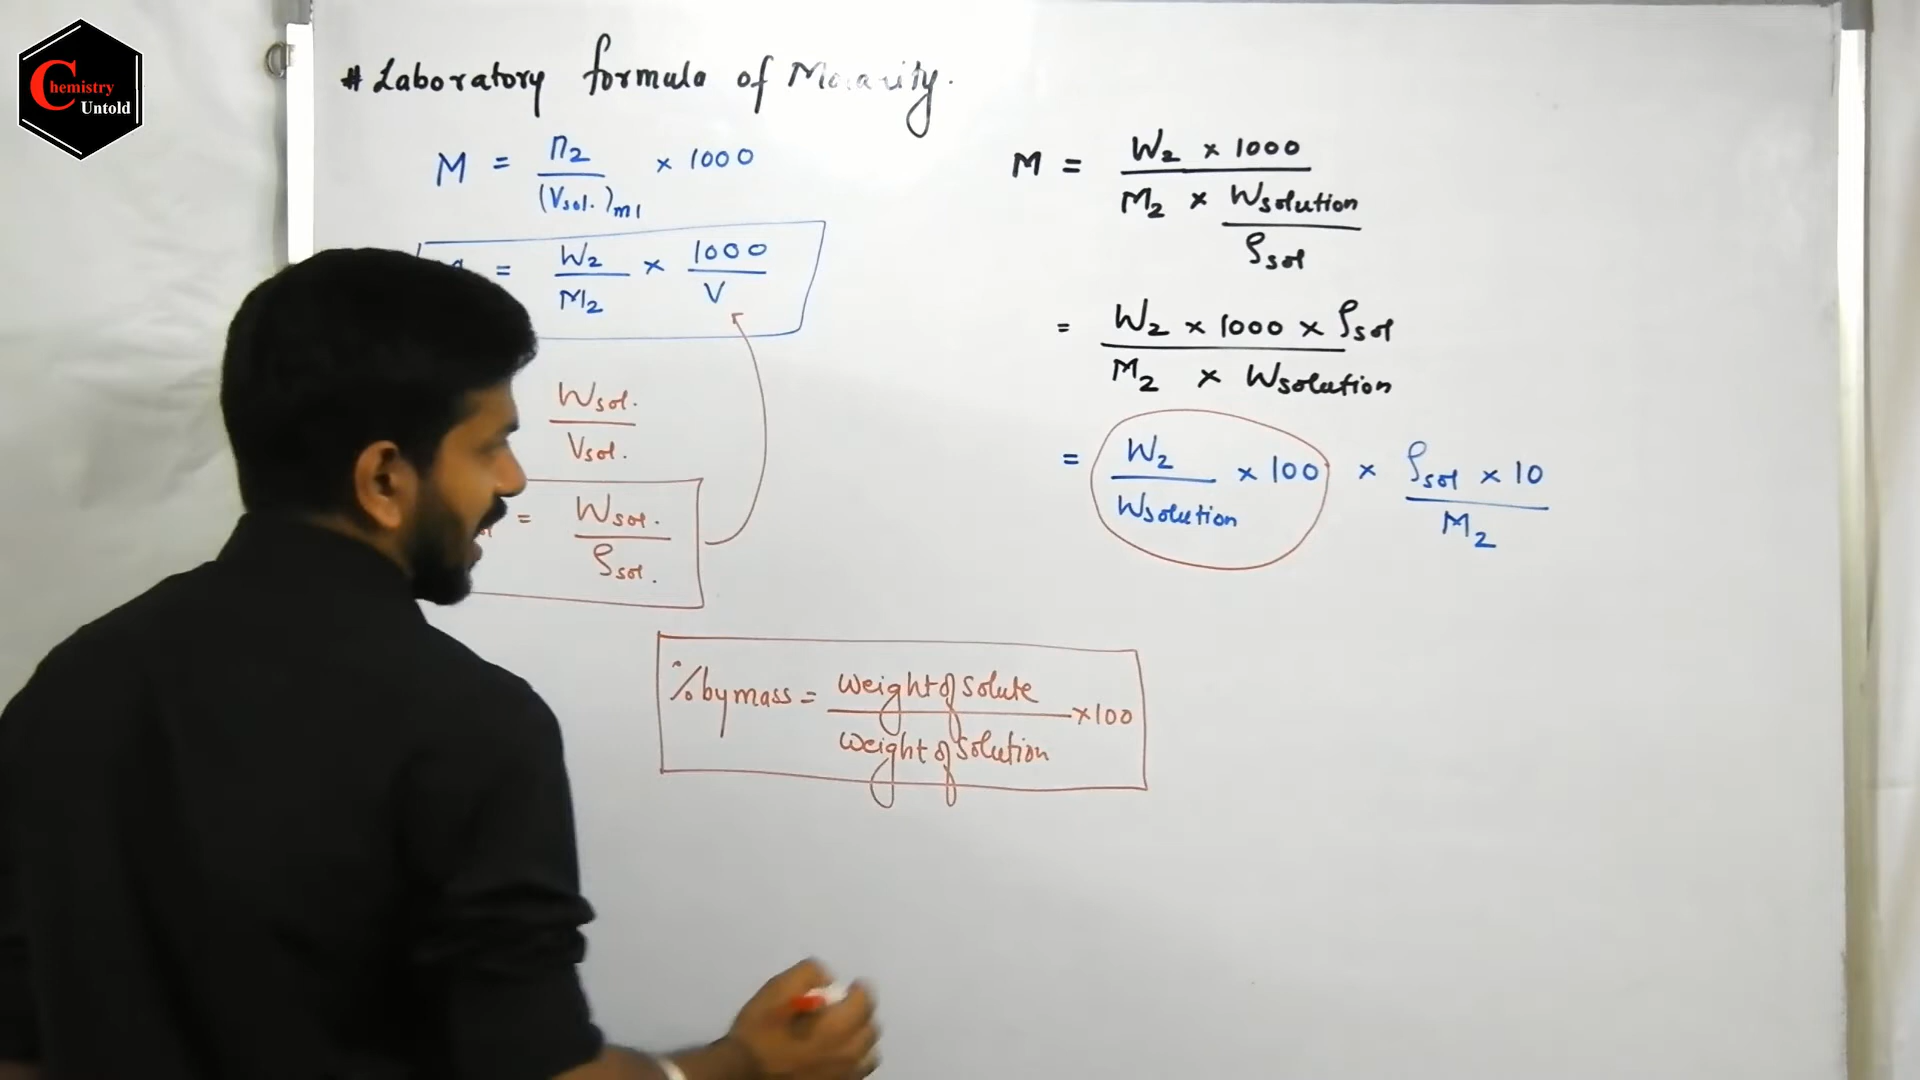 Chemistry
Untold
# Laboratory formula of Molarity.
M = n₂ / (Vsol.)ml × 1000
= W₂ / M₂ × 1000 / V
Wsol. / Vsol.
= Wsol. / ρsol.
% by mass = weight of solute / weight of solution × 100
M = W₂ × 1000 / M₂ × Wsolution / ρsol
= W₂ × 1000 × ρsol / M₂ × Wsolution
= W₂ / Wsolution × 100 × ρsol × 10 / M₂